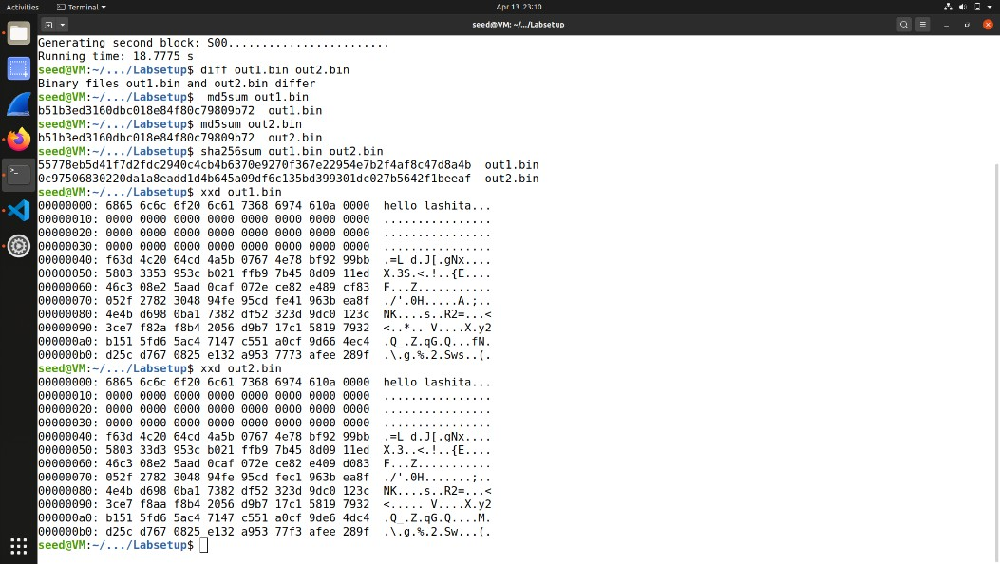 Activities
Terminal
Apr 13 23:10
seed@VM: ~/.../Labsetup
Generating second block: S00.........................
Running time: 18.7775 s
seed@VM:~/.../Labsetup$ diff out1.bin out2.bin
Binary files out1.bin and out2.bin differ
seed@VM:~/.../Labsetup$  md5sum out1.bin
b51b3ed3160dbc018e84f80c79809b72  out1.bin
seed@VM:~/.../Labsetup$ md5sum out2.bin
b51b3ed3160dbc018e84f80c79809b72  out2.bin
seed@VM:~/.../Labsetup$ sha256sum out1.bin out2.bin
55778eb5d41f7d2fdc2940c4cb4b6370e9270f367e22954e7b2f4af8c47d8a4b  out1.bin
0c97506830220da1a8eadd1d4b645a09df6c135bd399301dc027b5642f1beeaf  out2.bin
seed@VM:~/.../Labsetup$ xxd out1.bin
00000000: 6865 6c6c 6f20 6c61 7368 6974 610a 0000  hello lashita...
00000010: 0000 0000 0000 0000 0000 0000 0000 0000  ................
00000020: 0000 0000 0000 0000 0000 0000 0000 0000  ................
00000030: 0000 0000 0000 0000 0000 0000 0000 0000  ................
00000040: f63d 4c20 64cd 4a5b 0767 4e78 bf92 99bb  .=L d.J[.gNx....
00000050: 5803 3353 953c b021 ffb9 7b45 8d09 11ed  X.3S.<.!..{E....
00000060: 46c3 08e2 5aad 0caf 072e ce82 e489 cf83  F...Z...........
00000070: 052f 2782 3048 94fe 95cd fe41 963b ea8f  ./'.0H.....A.;..
00000080: 4e4b d698 0ba1 7382 df52 323d 9dc0 123c  NK....s..R2=...<
00000090: 3ce7 f82a f8b4 2056 d9b7 17c1 5819 7932  <..*.. V....X.y2
000000a0: b151 5fd6 5ac4 7147 c551 a0cf 9d66 4ec4  .Q_.Z.qG.Q...fN.
000000b0: d25c d767 0825 e132 a953 7773 afee 289f  .\.g.%.2.Sws..(.
seed@VM:~/.../Labsetup$ xxd out2.bin
00000000: 6865 6c6c 6f20 6c61 7368 6974 610a 0000  hello lashita...
00000010: 0000 0000 0000 0000 0000 0000 0000 0000  ................
00000020: 0000 0000 0000 0000 0000 0000 0000 0000  ................
00000030: 0000 0000 0000 0000 0000 0000 0000 0000  ................
00000040: f63d 4c20 64cd 4a5b 0767 4e78 bf92 99bb  .=L d.J[.gNx....
00000050: 5803 33d3 953c b021 ffb9 7b45 8d09 11ed  X.3..<.!..{E....
00000060: 46c3 08e2 5aad 0caf 072e ce82 e409 d083  F...Z...........
00000070: 052f 2782 3048 94fe 95cd fec1 963b ea8f  ./'.0H.......;..
00000080: 4e4b d698 0ba1 7382 df52 323d 9dc0 123c  NK....s..R2=...<
00000090: 3ce7 f8aa f8b4 2056 d9b7 17c1 5819 7932  <..... V....X.y2
000000a0: b151 5fd6 5ac4 7147 c551 a0cf 9de6 4dc4  .Q_.Z.qG.Q....M.
000000b0: d25c d767 0825 e132 a953 77f3 afee 289f  .\.g.%.2.Sw...(.
seed@VM:~/.../Labsetup$